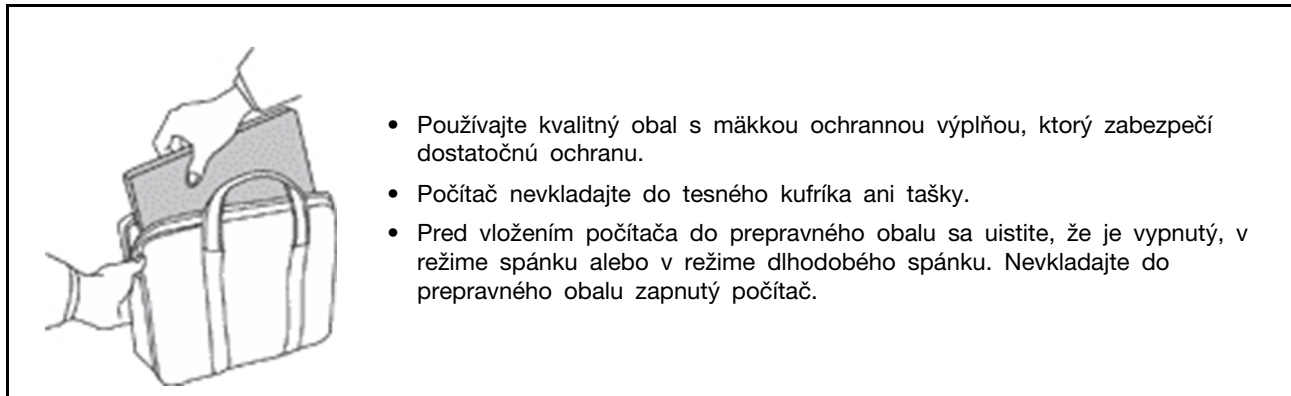 • Používajte kvalitný obal s mäkkou ochrannou výplňou, ktorý zabezpečí
dostatočnú ochranu.
• Počítač nevkladajte do tesného kufríka ani tašky.
• Pred vložením počítača do prepravného obalu sa uistite, že je vypnutý, v
režime spánku alebo v režime dlhodobého spánku. Nevkladajte do
prepravného obalu zapnutý počítač.